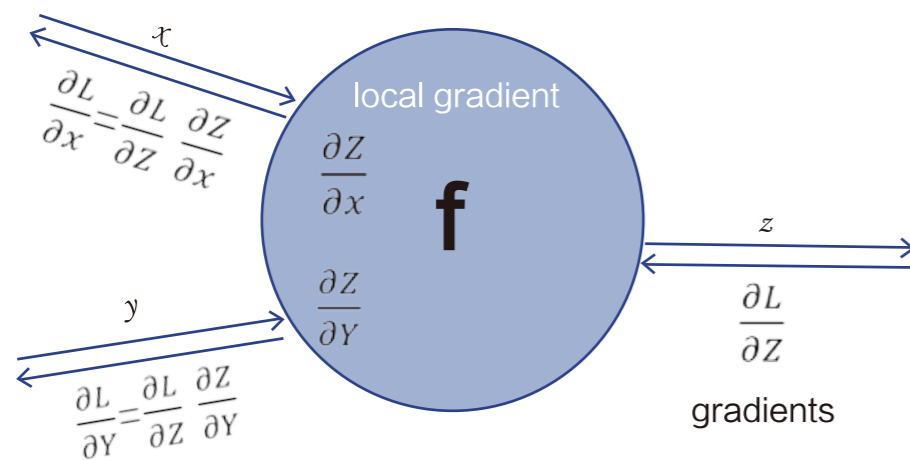 x
∂L/∂x=∂L/∂Z ∂Z/∂x
local gradient
∂Z/∂x
f
z
∂Z/∂Y
y
∂L/∂Z
∂L/∂Y=∂L/∂Z ∂Z/∂Y
gradients